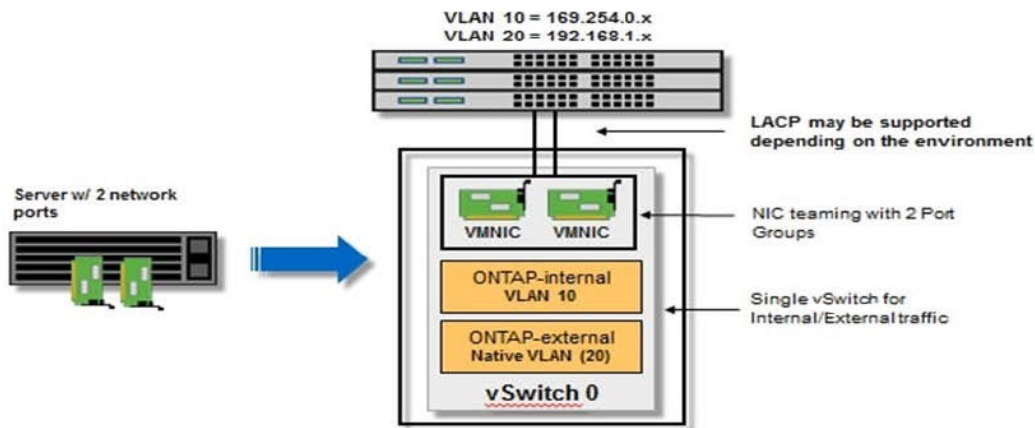 VLAN 10 = 169.254.0.x
VLAN 20 = 192.168.1.x
LACP may be supported
depending on the environment
Server w/ 2 network
ports
VMNIC VMNIC
NIC teaming with 2 Port
Groups
ONTAP-internal
VLAN 10
Single vSwitch for
Internal/External traffic
ONTAP-external
Native VLAN (20)
vSwitch 0